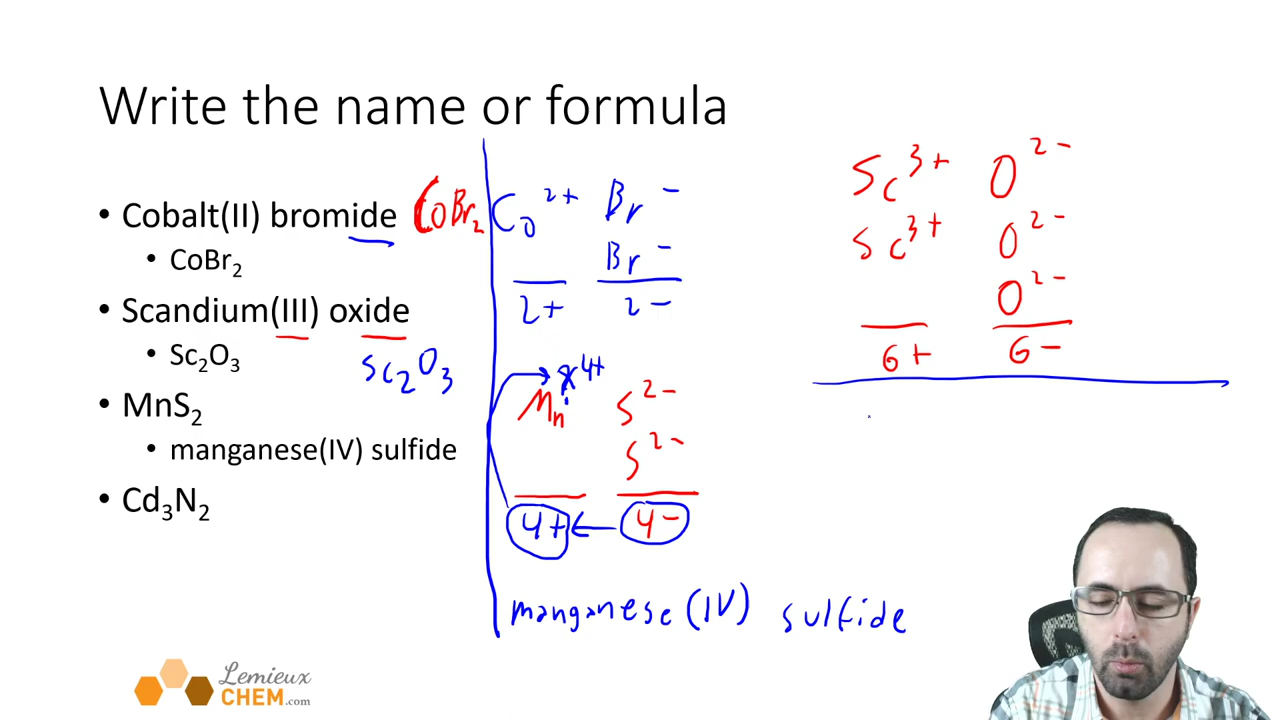 Write the name or formula
• Cobalt(II) bromide CoBr₂
• CoBr₂
• Scandium(III) oxide
• Sc₂O₃ Sc₂O₃
• MnS₂
• manganese(IV) sulfide
• Cd₃N₂
Co²⁺ Br⁻
Br⁻
2+ 2−
x 4+
Mn S²⁻
S²⁻
4+ 4−
manganese(IV) sulfide
Sc³⁺ O²⁻
Sc³⁺ O²⁻
O²⁻
6+ 6−
Lemieux
CHEM.com